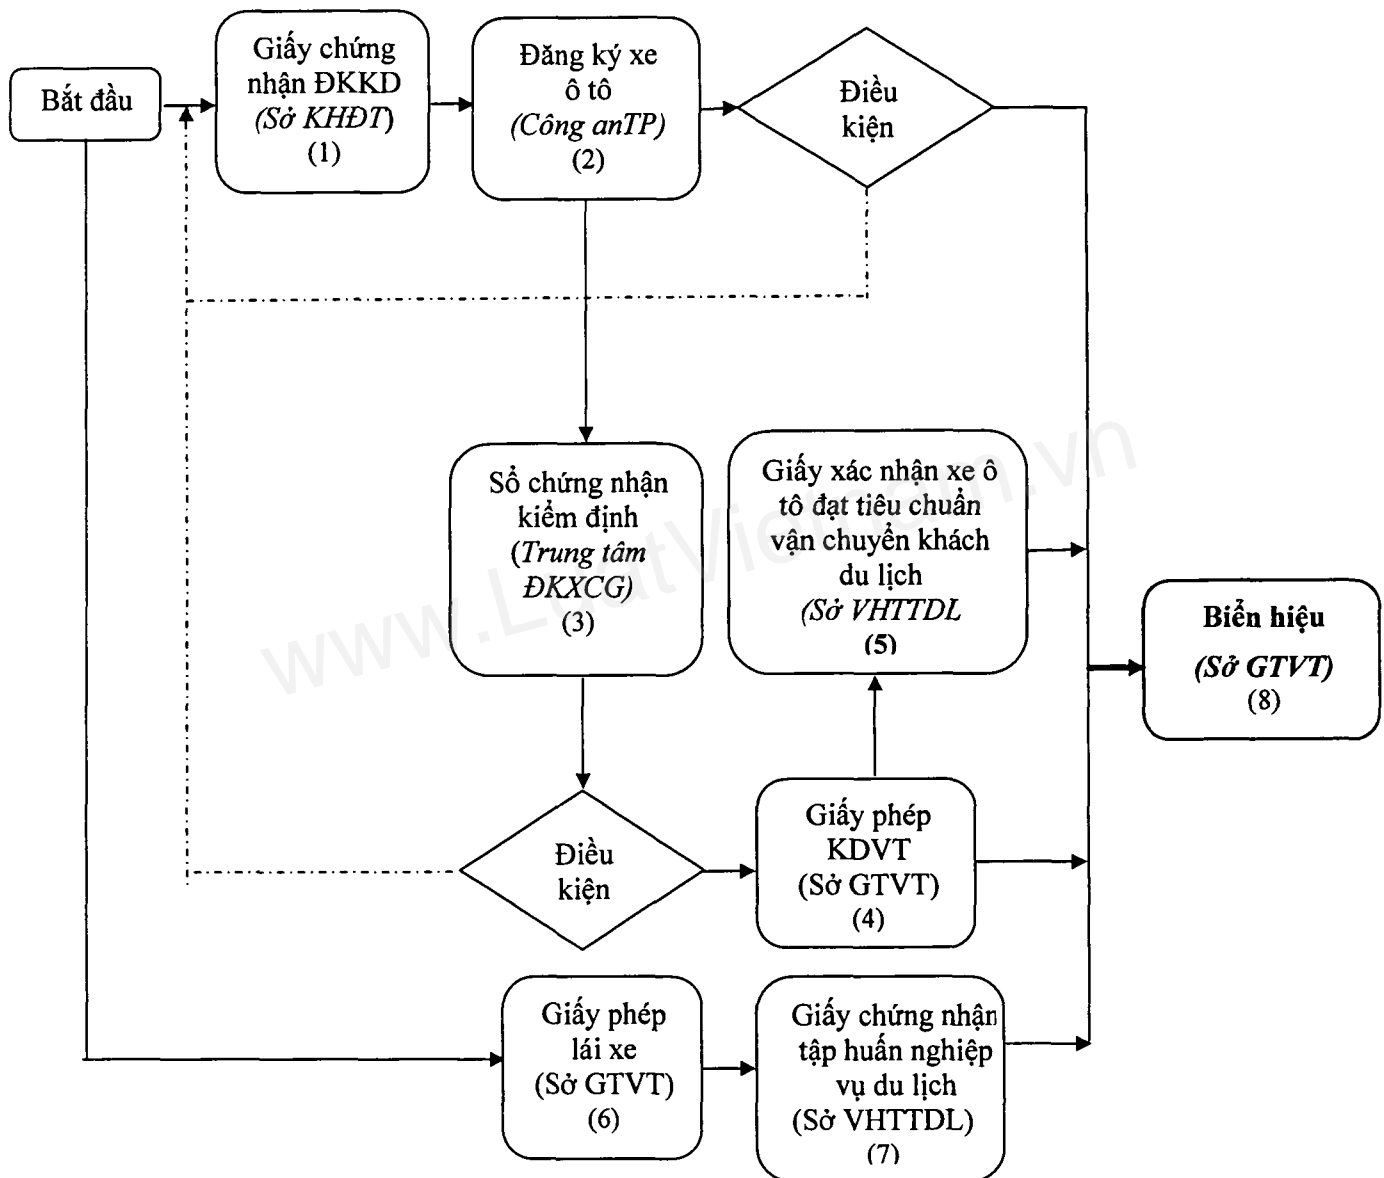 Bắt đầu
Giấy chứng
nhận ĐKKD
(Sở KHĐT)
(1)
Đăng ký xe
ô tô
(Công anTP)
(2)
Điều
kiện
Sổ chứng nhận
kiểm định
(Trung tâm
ĐKXCG)
(3)
Giấy xác nhận xe ô
tô đạt tiêu chuẩn
vận chuyển khách
du lịch
(Sở VHTTDL
(5)
Biển hiệu
(Sở GTVT)
(8)
Điều
kiện
Giấy phép
KDVT
(Sở GTVT)
(4)
Giấy phép
lái xe
(Sở GTVT)
(6)
Giấy chứng nhận
tập huấn nghiệp
vụ du lịch
(Sở VHTTDL)
(7)
www.LuatVietnam.vn